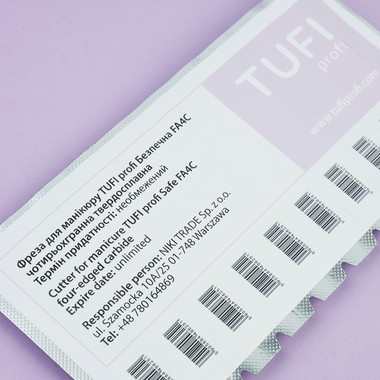 TUFI
profi
www.tufiprofi.com
Фреза для манікюру TUFI profi Безпечна FA4C
чотирьохгранна твердосплавна
Термін придатності: необмежений
Cutter for manicure TUFI profi Safe FA4C
four-edged carbide
Expire date: unlimited
Responsible person: NIKI TRADE Sp. z o.o.
ul. Szamocka 10A/25 01-748 Warszawa
Tel: +48 780164869